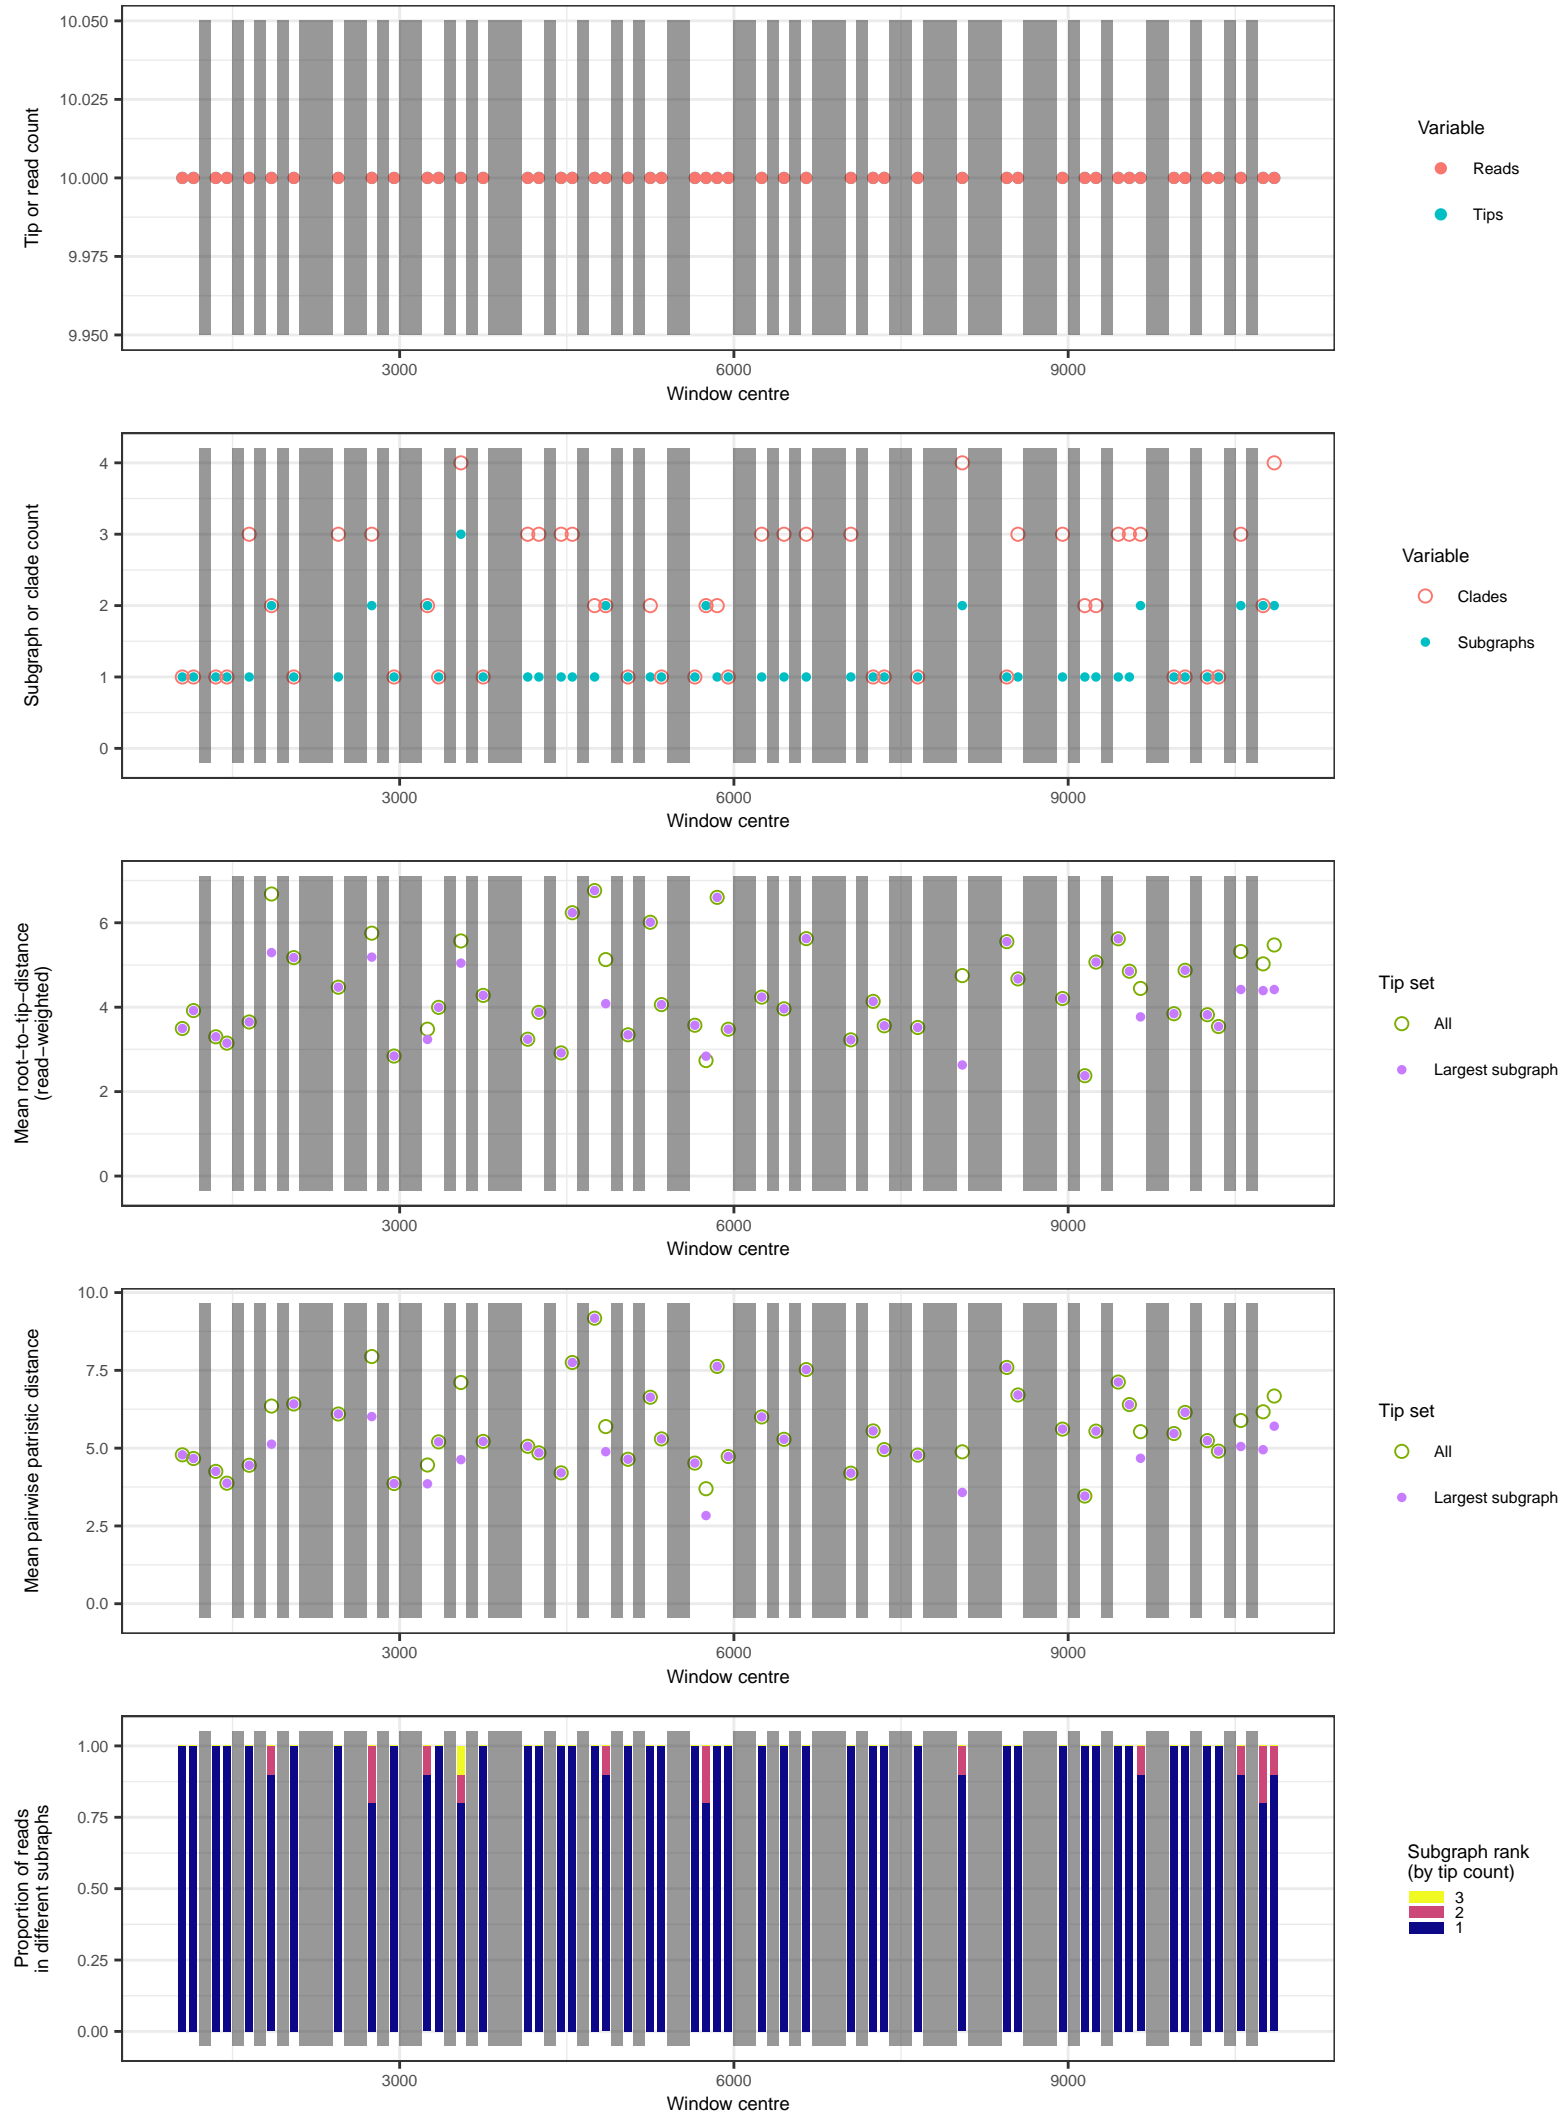 10.050
10.025
10.000
9.975
9.950
Tip or read count
3000
6000
9000
Window centre
Variable
Reads
Tips
4
3
2
1
0
Subgraph or clade count
3000
6000
9000
Window centre
Variable
Clades
Subgraphs
6
4
2
0
Mean root−to−tip−distance
(read−weighted)
3000
6000
9000
Window centre
Tip set
All
Largest subgraph
10.0
7.5
5.0
2.5
0.0
Mean pairwise patristic distance
3000
6000
9000
Window centre
Tip set
All
Largest subgraph
1.00
0.75
0.50
0.25
0.00
Proportion of reads
in different subraphs
3000
6000
9000
Window centre
Subgraph rank
(by tip count)
3
2
1